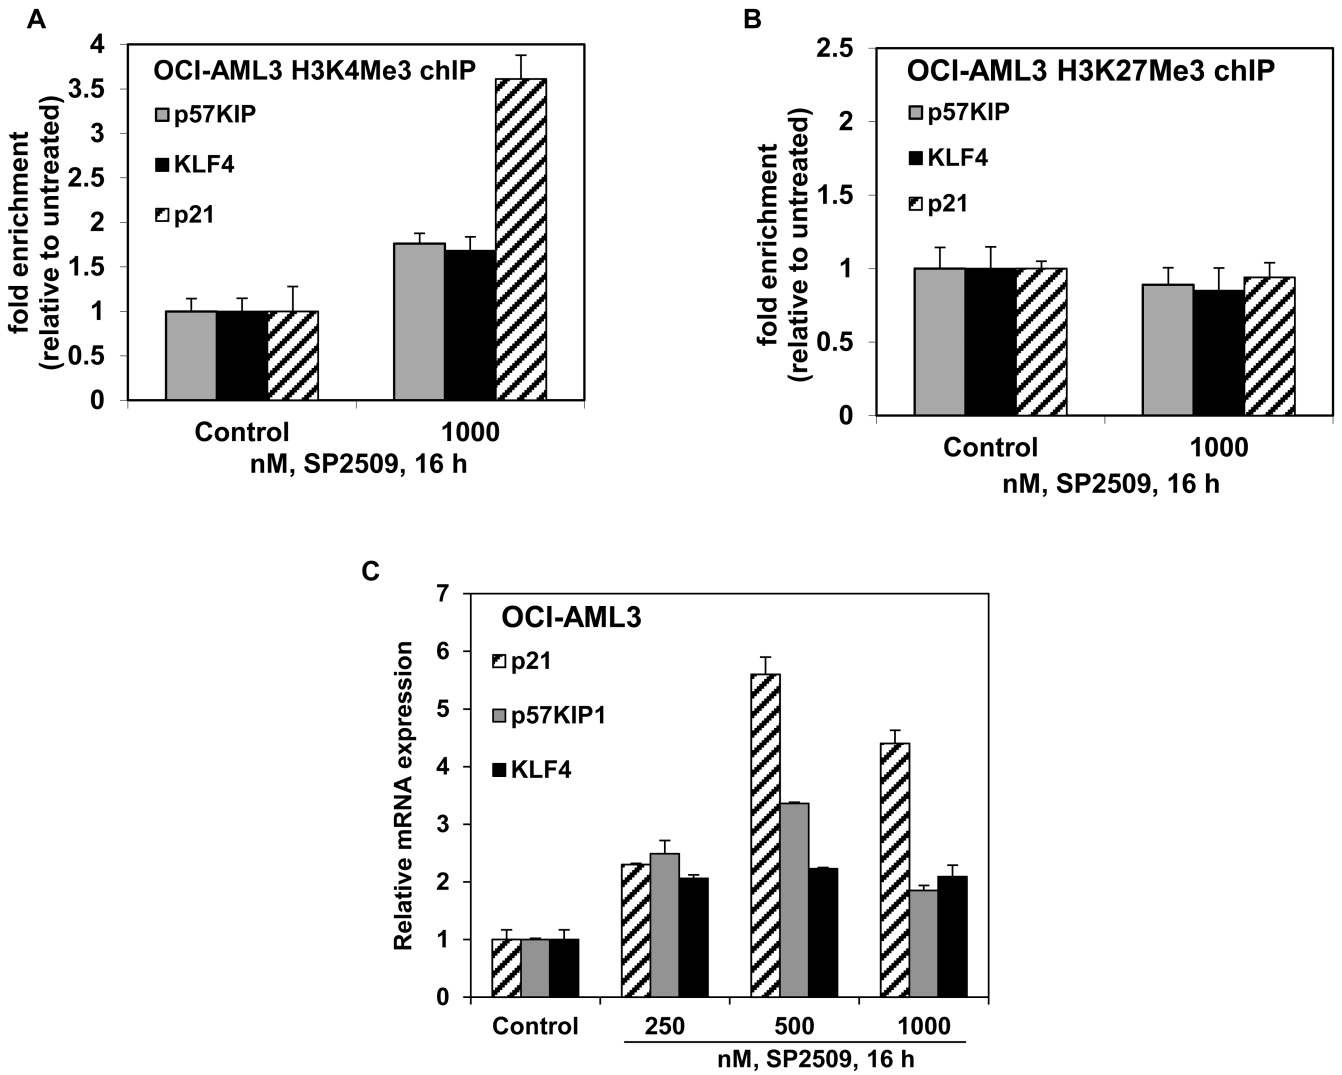 A
OCI-AML3 H3K4Me3 chIP
p57KIP
KLF4
p21
fold enrichment
(relative to untreated)
4
3.5
3
2.5
2
1.5
1
0.5
0
Control 1000
nM, SP2509, 16 h
B
OCI-AML3 H3K27Me3 chIP
p57KIP
KLF4
p21
fold enrichment
(relative to untreated)
2.5
2
1.5
1
0.5
0
Control 1000
nM, SP2509, 16 h
C
OCI-AML3
p21
p57KIP1
KLF4
Relative mRNA expression
7
6
5
4
3
2
1
0
Control 250 500 1000
nM, SP2509, 16 h